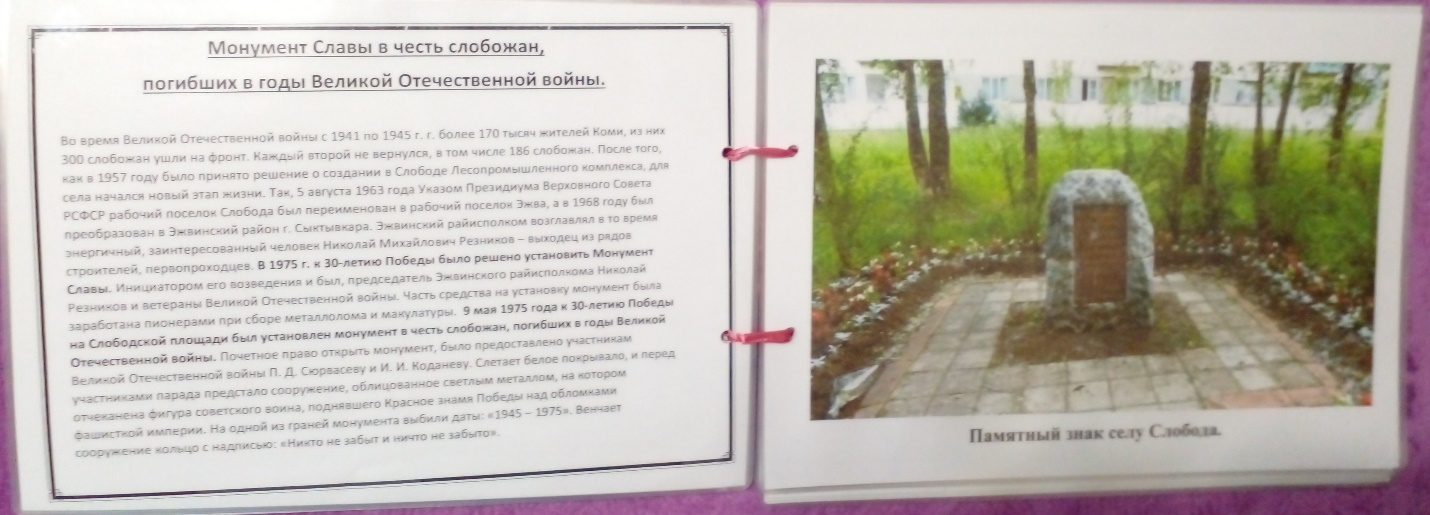 Монумент Славы в честь слобожан,
погибших в годы Великой Отечественной войны.
Во время Великой Отечественной войны с 1941 по 1945 г. г. более 170 тысяч жителей Коми, из них
300 слобожан ушли на фронт. Каждый второй не вернулся, в том числе 186 слобожан. После того,
как в 1957 году было принято решение о создании в Слободе Лесопромышленного комплекса, для
села начался новый этап жизни. Так, 5 августа 1963 года Указом Президиума Верховного Совета
РСФСР рабочий поселок Слобода был переименован в рабочий поселок Эжва, а в 1968 году был
преобразован в Эжвинский район г. Сыктывкара. Эжвинский райисполком возглавлял в то время
энергичный, заинтересованный человек Николай Михайлович Резников – выходец из рядов
строителей, первопроходцев. В 1975 г. к 30-летию Победы было решено установить Монумент
Славы. Инициатором его возведения и был, председатель Эжвинского райисполкома Николай
Резников и ветераны Великой Отечественной войны. Часть средства на установку монумент была
заработана пионерами при сборе металлолома и макулатуры. 9 мая 1975 года к 30-летию Победы
на Слободской площади был установлен монумент в честь слобожан, погибших в годы Великой
Отечественной войны. Почетное право открыть монумент, было предоставлено участникам
Великой Отечественной войны П. Д. Сюрвасеву и И. И. Коданеву. Слетает белое покрывало, и перед
участниками парада предстало сооружение, облицованное светлым металлом, на котором
отчеканена фигура советского воина, поднявшего Красное знамя Победы над обломками
фашисткой империи. На одной из граней монумента выбили даты: «1945 – 1975». Венчает
сооружение кольцо с надписью: «Никто не забыт и ничто не забыто».
Памятный знак селу Слобода.